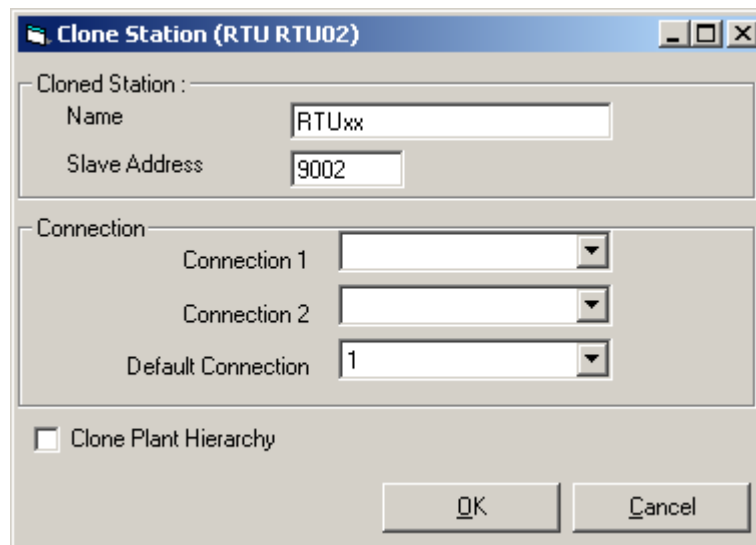 Clone Station (RTU RTU02)
Cloned Station :
Name RTUxx
Slave Address 9002
Connection
Connection 1
Connection 2
Default Connection 1
Clone Plant Hierarchy
OK Cancel